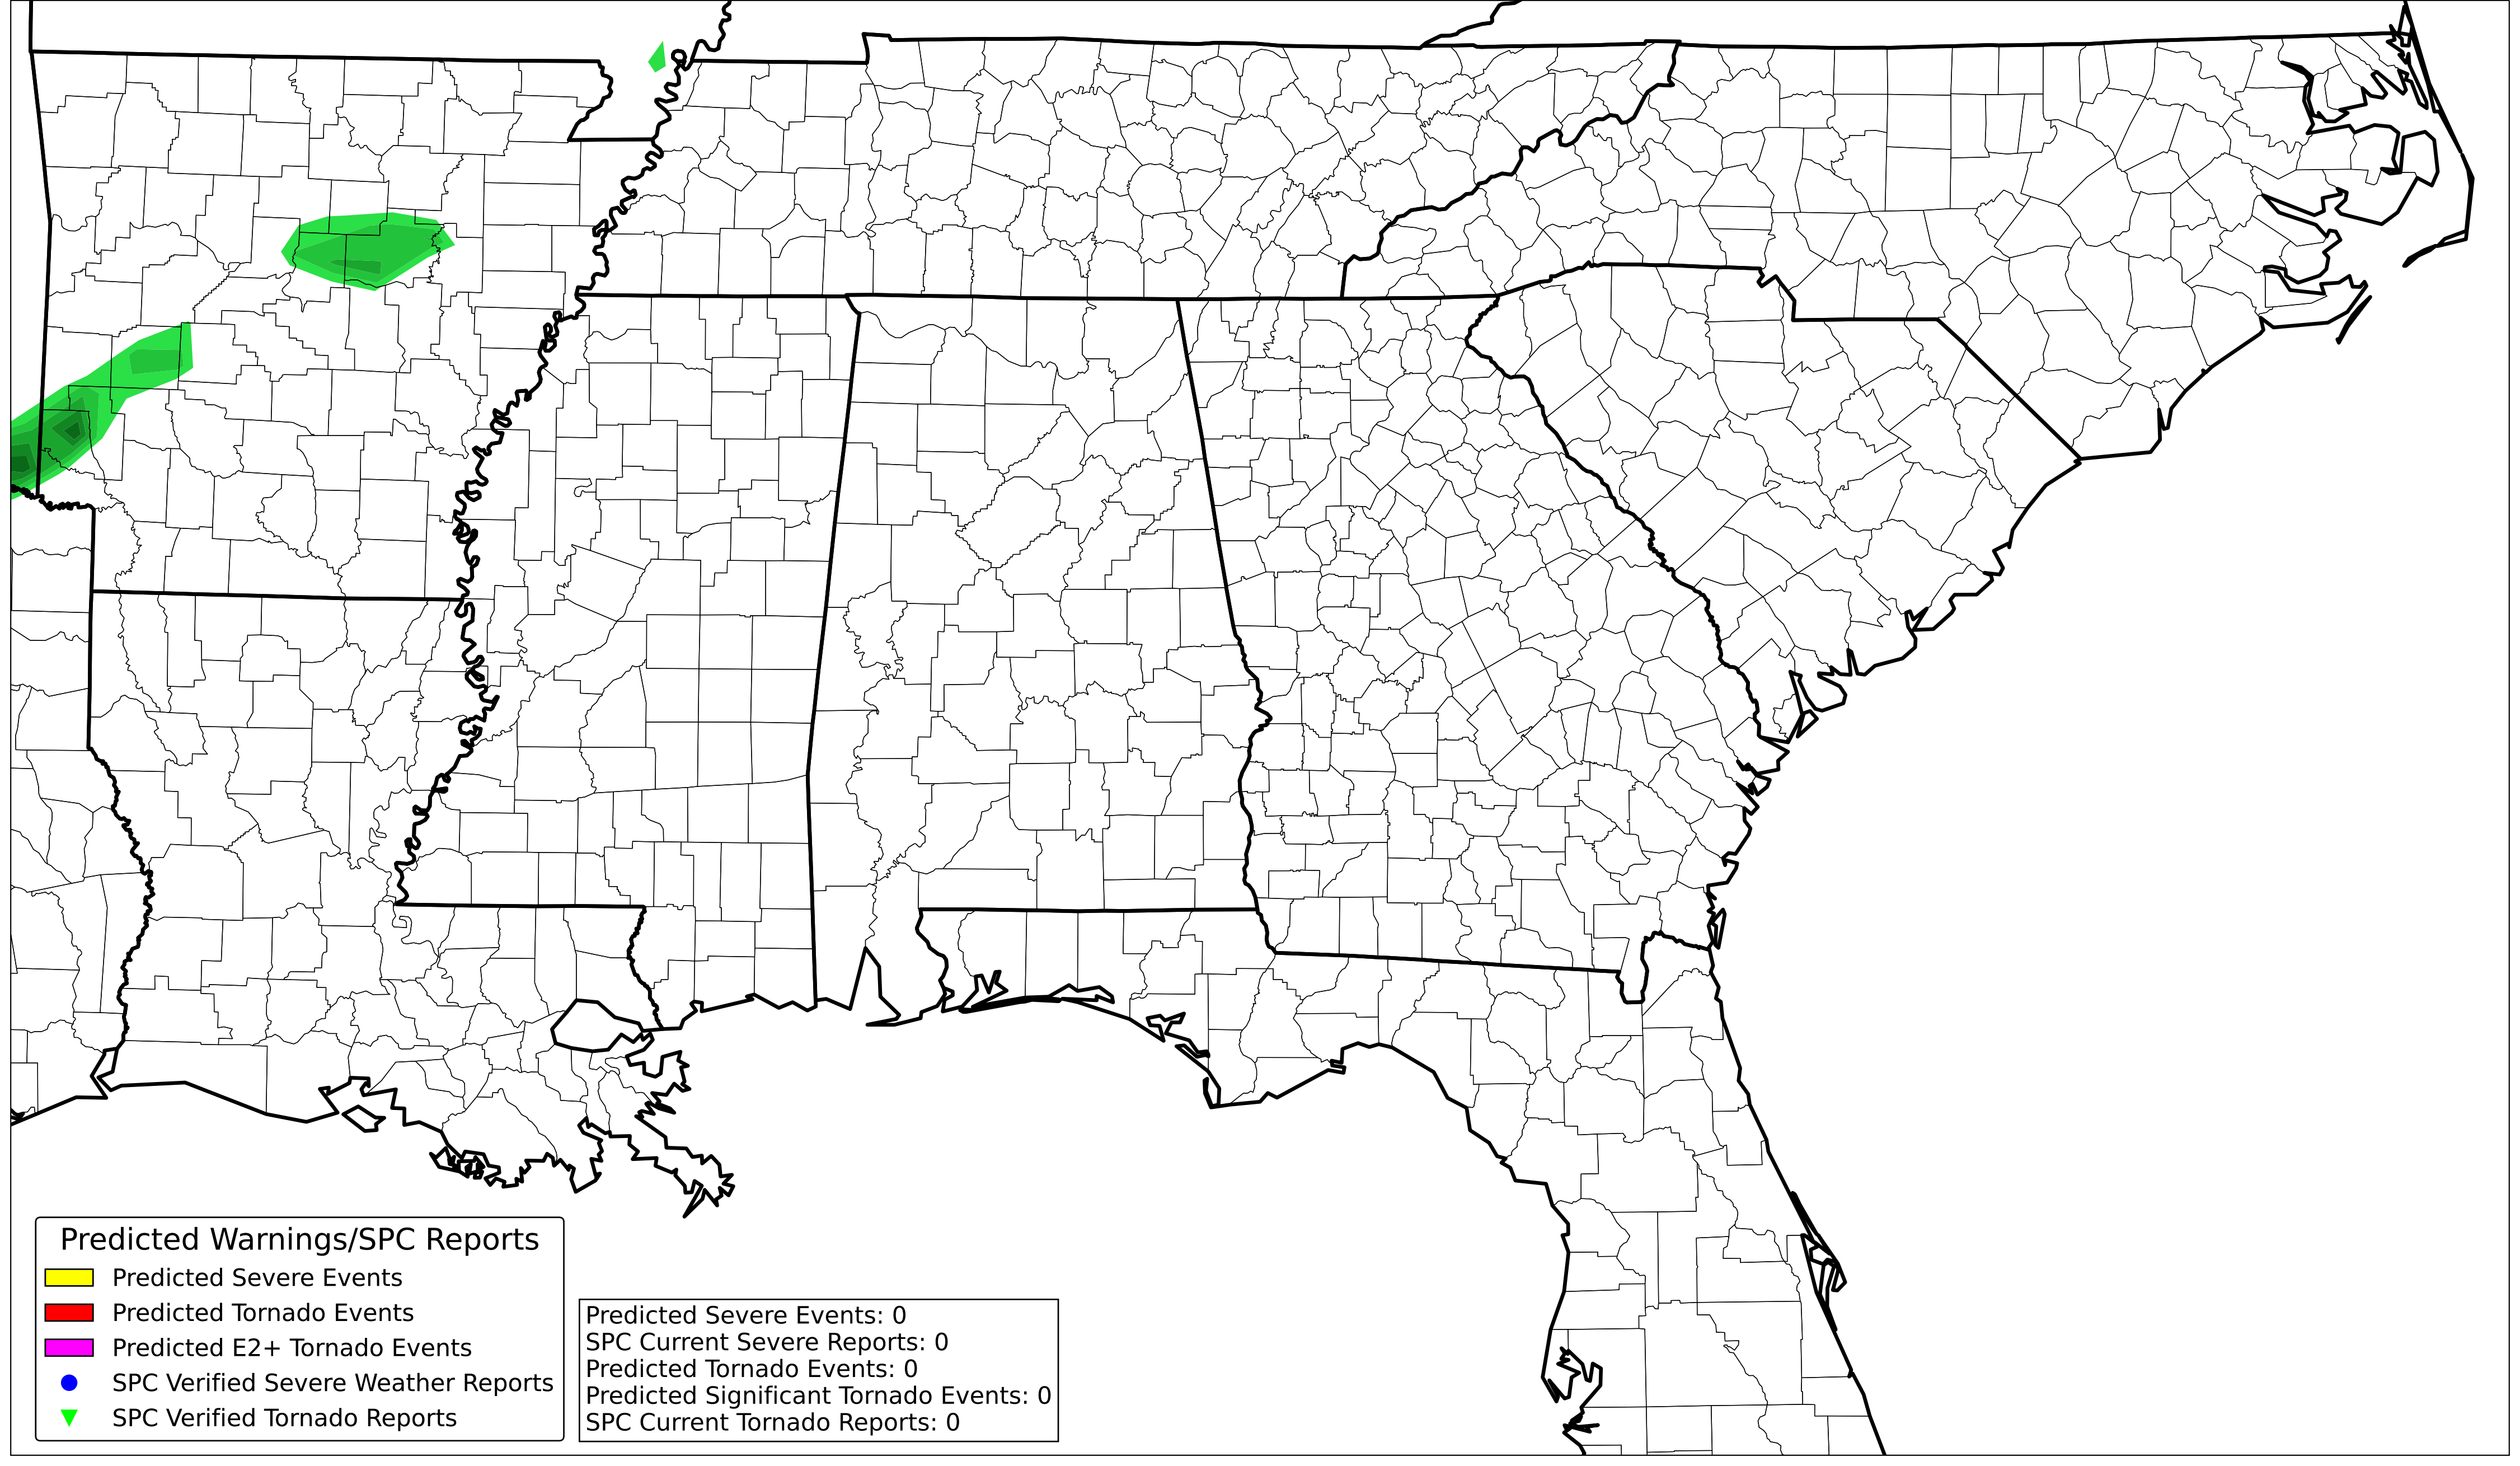 Predicted Warnings/SPC Reports
Predicted Severe Events
Predicted Tornado Events
Predicted E2+ Tornado Events
SPC Verified Severe Weather Reports
SPC Verified Tornado Reports
Predicted Severe Events: 0
SPC Current Severe Reports: 0
Predicted Tornado Events: 0
Predicted Significant Tornado Events: 0
SPC Current Tornado Reports: 0